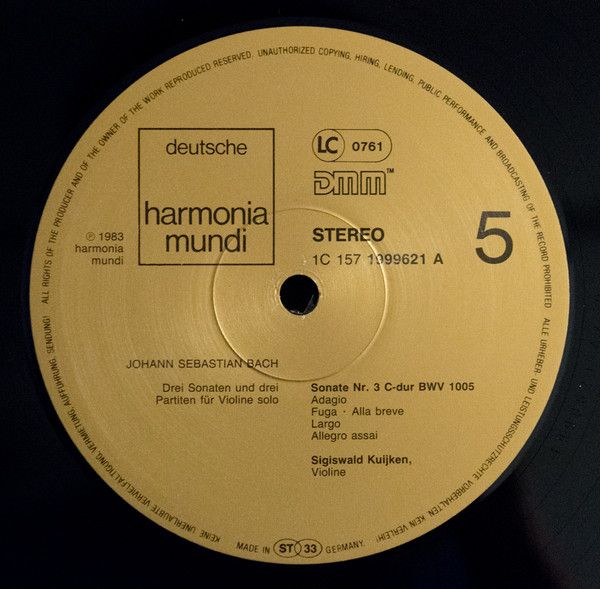 ALL RIGHTS OF THE PRODUCER AND OF THE OWNER OF THE WORK REPRODUCED RESERVED. UNAUTHORIZED COPYING, HIRING, LENDING, PUBLIC PERFORMANCE AND BROADCASTING OF THE RECORD PROHIBITED
ALLE URHEBER- UND LEISTUNGSSCHUTZRECHTE VORBEHALTEN. KEIN VERLEIH! KEINE UNERLAUBTE VERVIELFÄLTIGUNG, VERMIETUNG, AUFFÜHRUNG, SENDUNG!
deutsche
harmonia
mundi
LC 0761
DMM™
℗ 1983
harmonia
mundi
STEREO
5
1C 157 1999621 A
JOHANN SEBASTIAN BACH
Drei Sonaten und drei
Partiten für Violine solo
Sonate Nr. 3 C-dur BWV 1005
Adagio
Fuga · Alla breve
Largo
Allegro assai
Sigiswald Kuijken,
Violine
MADE IN ST 33 GERMANY.